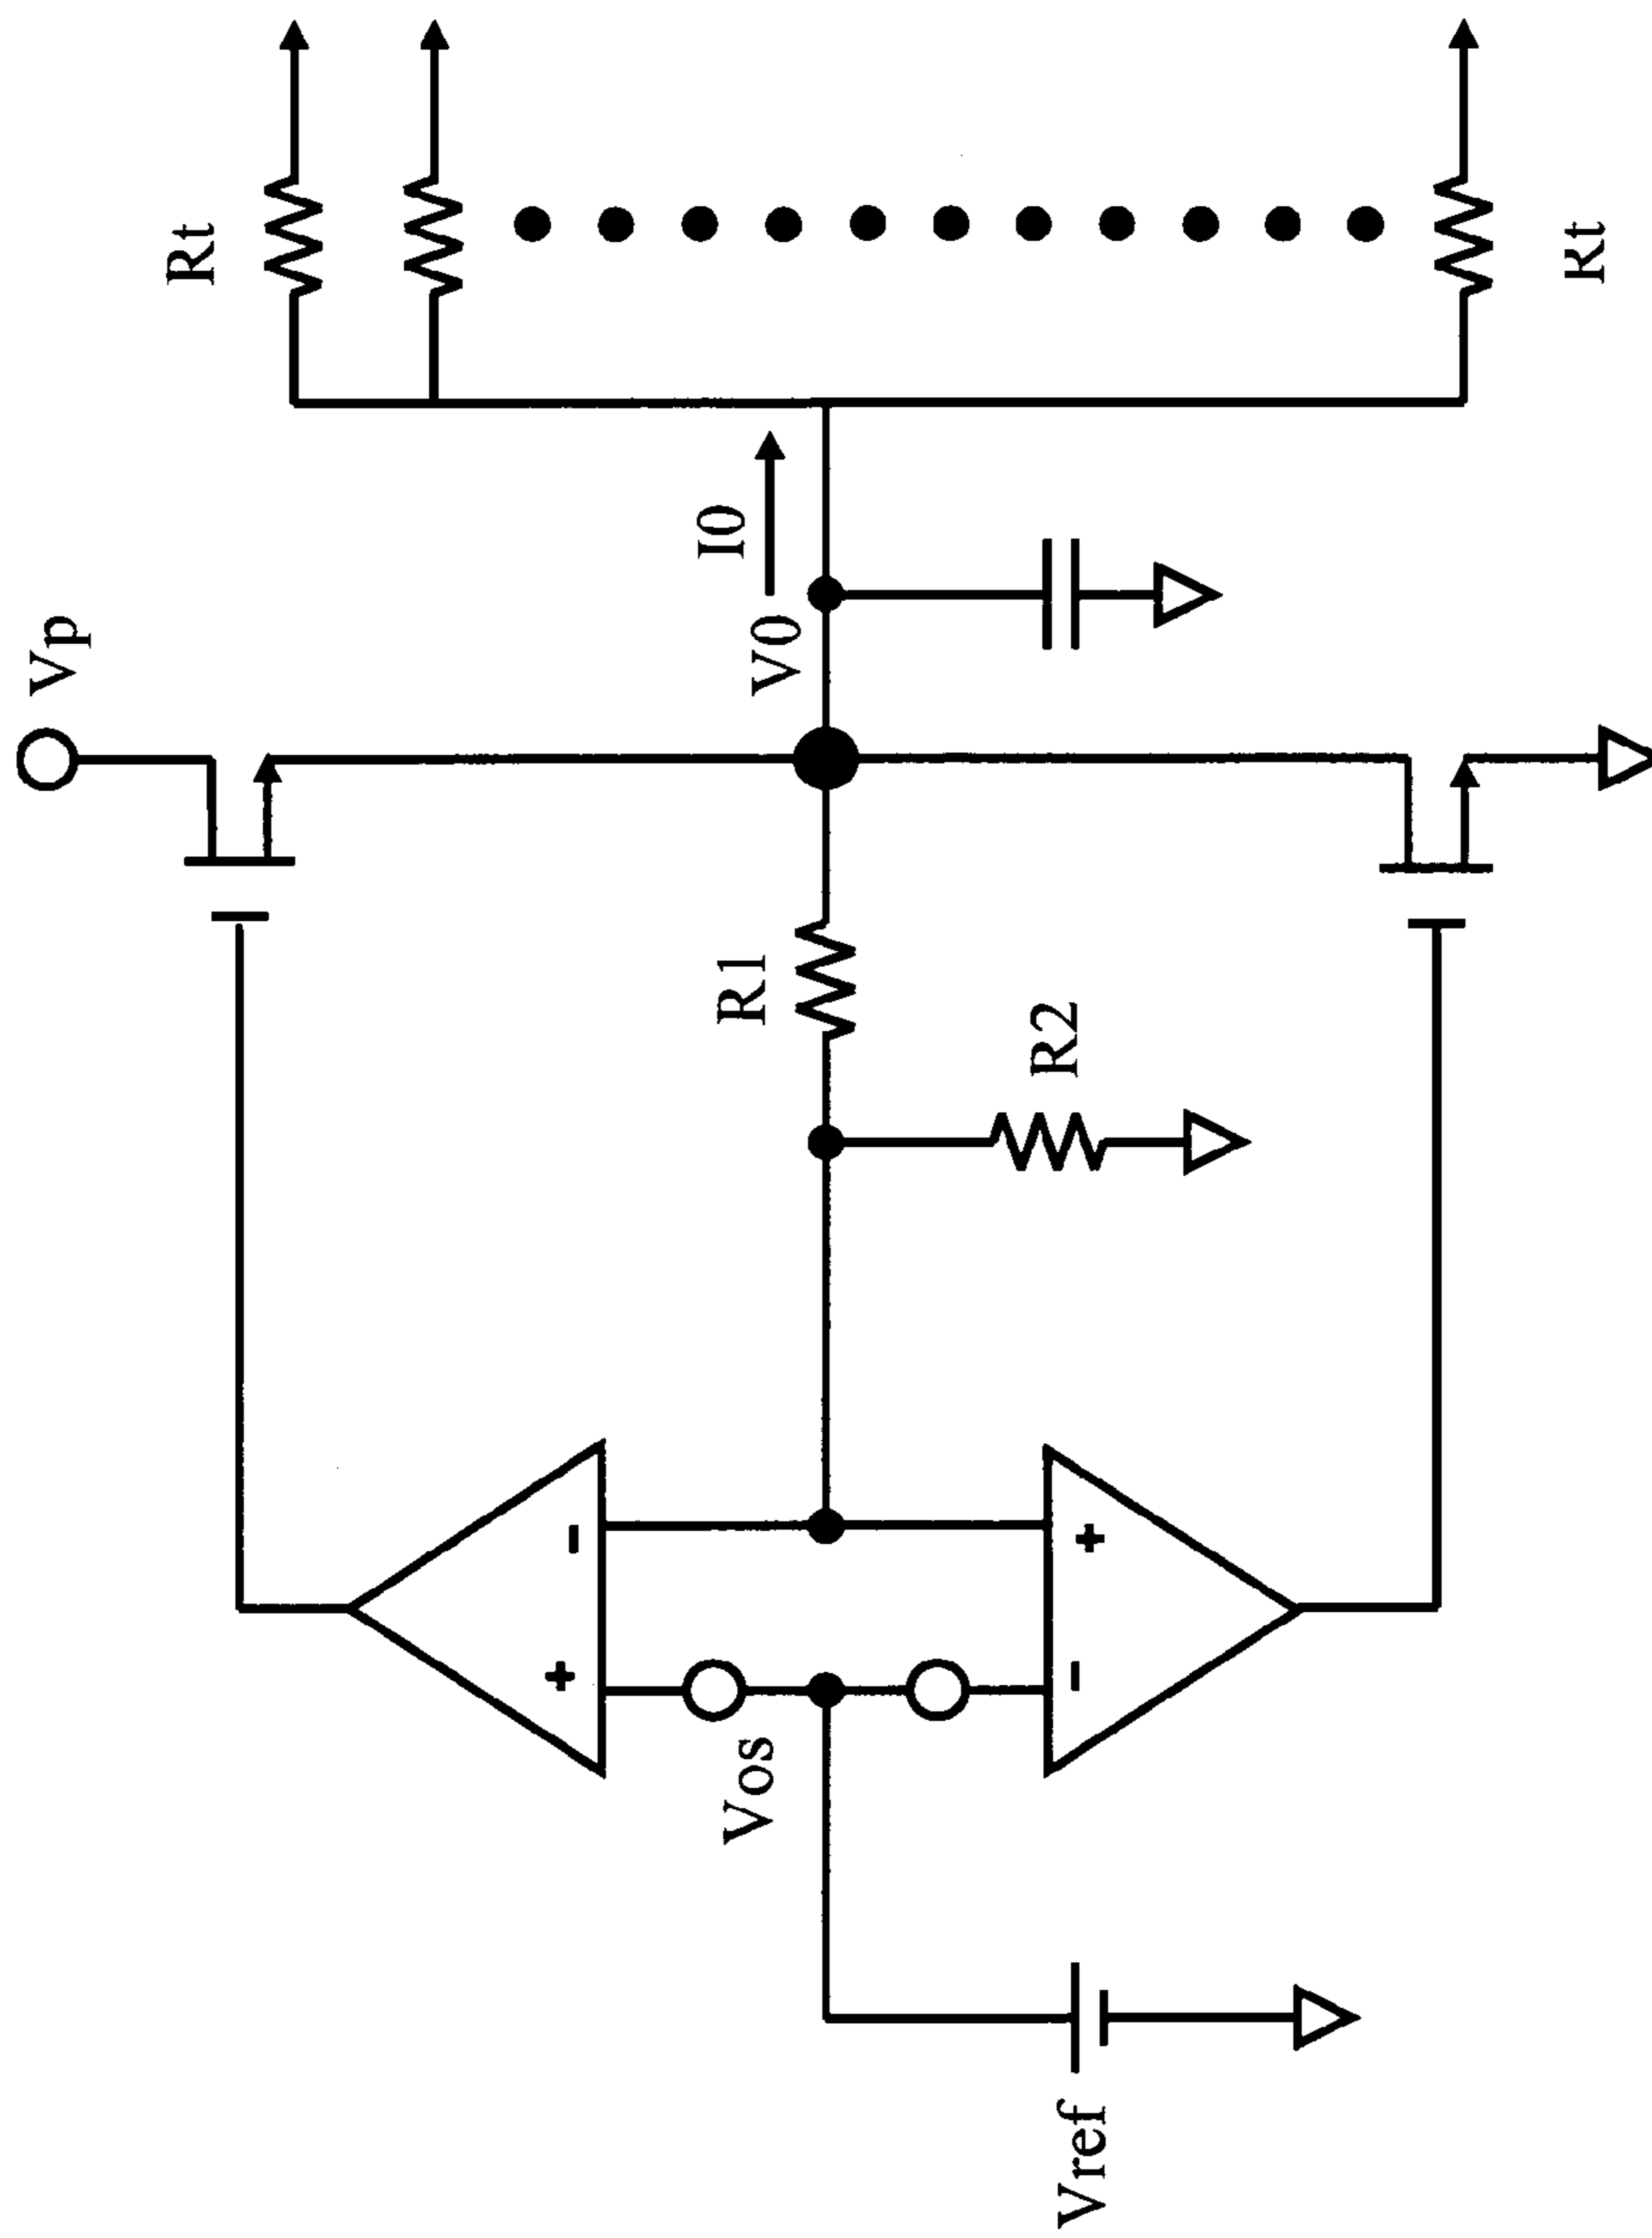 Vp
Rt
Rt
I0
V0
R1
R2
-
+
+
-
Vos
Vref